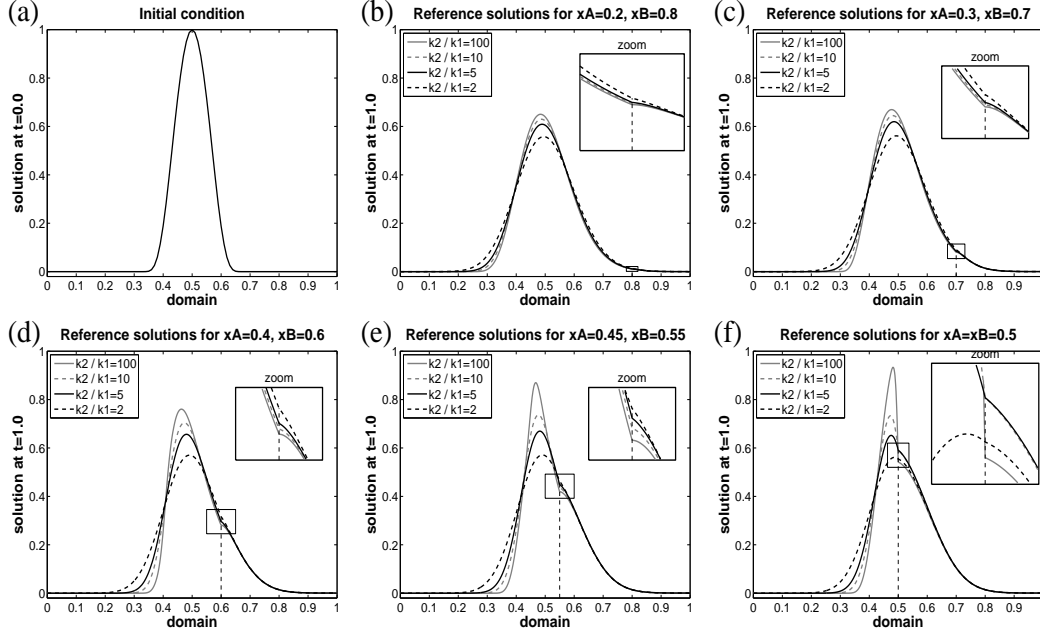 (a)
Initial condition
solution at t=0.0
1
0.8
0.6
0.4
0.2
0
0 0.1 0.2 0.3 0.4 0.5 0.6 0.7 0.8 0.9 1
domain
(b)
Reference solutions for xA=0.2, xB=0.8
k2 / k1=100
k2 / k1=10
k2 / k1=5
k2 / k1=2
zoom
solution at t=1.0
1
0.8
0.6
0.4
0.2
0
0 0.1 0.2 0.3 0.4 0.5 0.6 0.7 0.8 0.9 1
domain
(c)
Reference solutions for xA=0.3, xB=0.7
k2 / k1=100
k2 / k1=10
k2 / k1=5
k2 / k1=2
zoom
solution at t=1.0
1
0.8
0.6
0.4
0.2
0
0 0.1 0.2 0.3 0.4 0.5 0.6 0.7 0.8 0.9
domain
(d)
Reference solutions for xA=0.4, xB=0.6
k2 / k1=100
k2 / k1=10
k2 / k1=5
k2 / k1=2
zoom
solution at t=1.0
1
0.8
0.6
0.4
0.2
0
0 0.1 0.2 0.3 0.4 0.5 0.6 0.7 0.8 0.9 1
domain
(e)
Reference solutions for xA=0.45, xB=0.55
k2 / k1=100
k2 / k1=10
k2 / k1=5
k2 / k1=2
zoom
solution at t=1.0
1
0.8
0.6
0.4
0.2
0
0 0.1 0.2 0.3 0.4 0.5 0.6 0.7 0.8 0.9 1
domain
(f)
Reference solutions for xA=xB=0.5
k2 / k1=100
k2 / k1=10
k2 / k1=5
k2 / k1=2
zoom
solution at t=1.0
1
0.8
0.6
0.4
0.2
0
0 0.1 0.2 0.3 0.4 0.5 0.6 0.7 0.8 0.9
domain